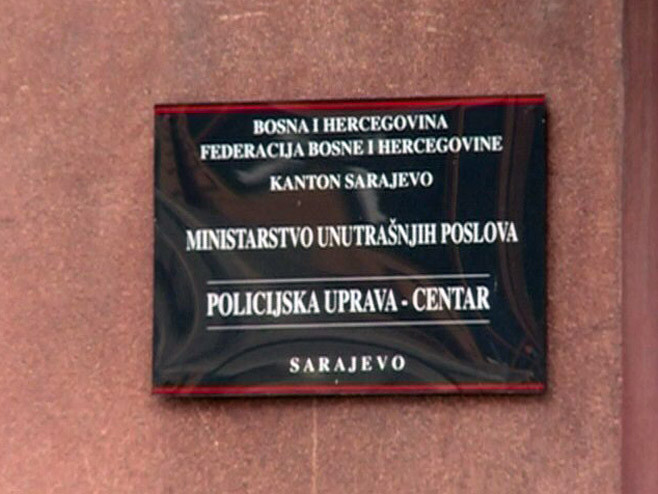 BOSNA I HERCEGOVINA
FEDERACIJA BOSNE I HERCEGOVINE
KANTON SARAJEVO
MINISTARSTVO UNUTRAŠNJIH POSLOVA
POLICIJSKA UPRAVA - CENTAR
SARAJEVO